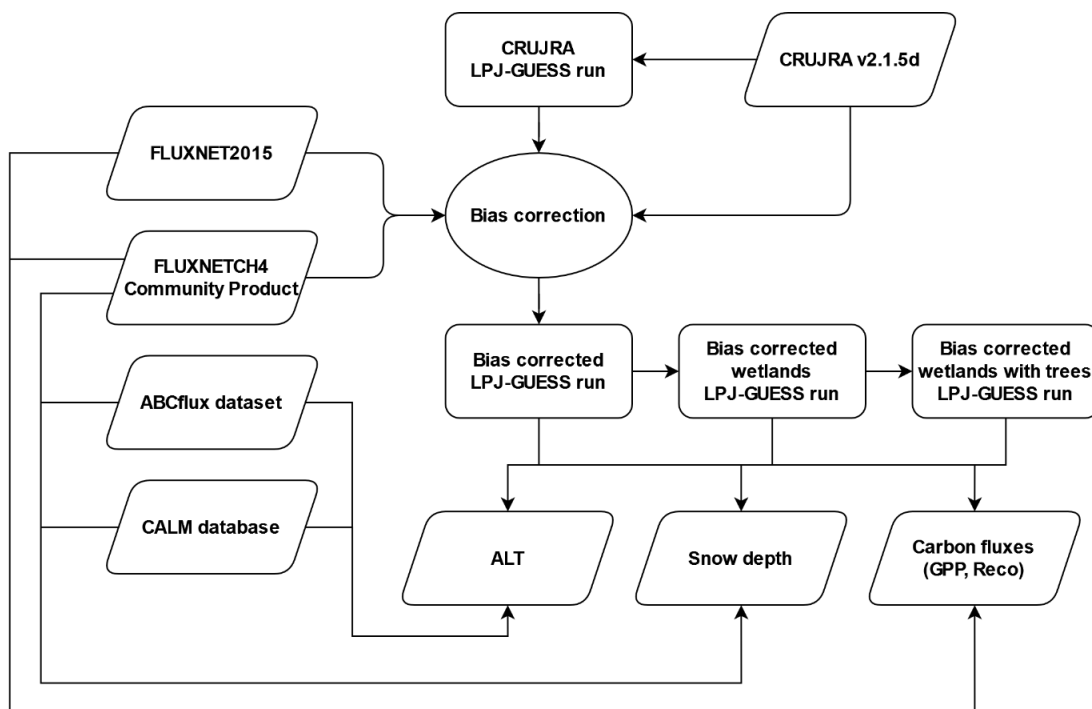 CRUJRA
LPJ-GUESS run
CRUJRA v2.1.5d
FLUXNET2015
Bias correction
FLUXNETCH4
Community Product
Bias corrected
LPJ-GUESS run
Bias corrected
wetlands
LPJ-GUESS run
Bias corrected
wetlands with trees
LPJ-GUESS run
ABCflux dataset
CALM database
ALT
Snow depth
Carbon fluxes
(GPP, Reco)